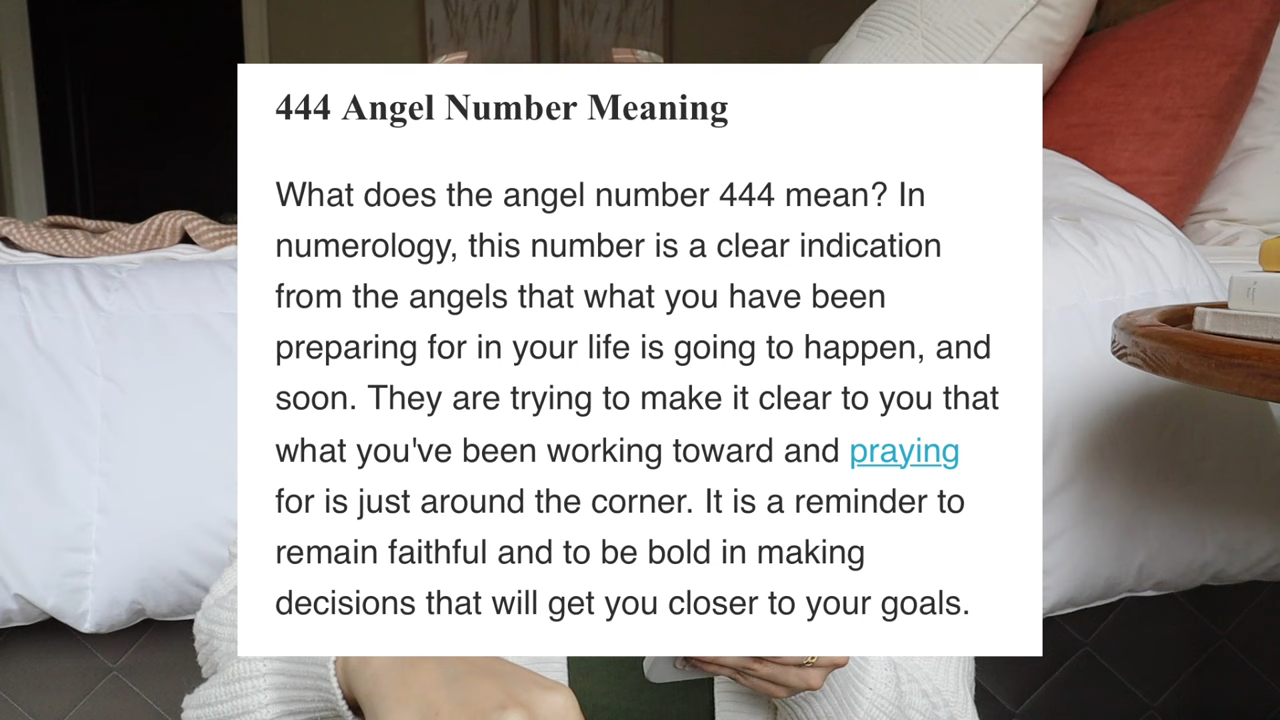 444 Angel Number Meaning
What does the angel number 444 mean? In
numerology, this number is a clear indication
from the angels that what you have been
preparing for in your life is going to happen, and
soon. They are trying to make it clear to you that
what you've been working toward and praying
for is just around the corner. It is a reminder to
remain faithful and to be bold in making
decisions that will get you closer to your goals.